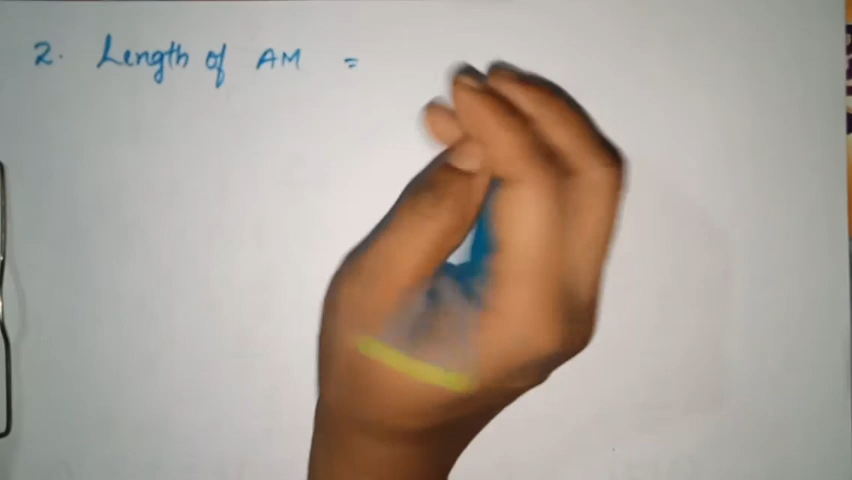 2. Length of AM =